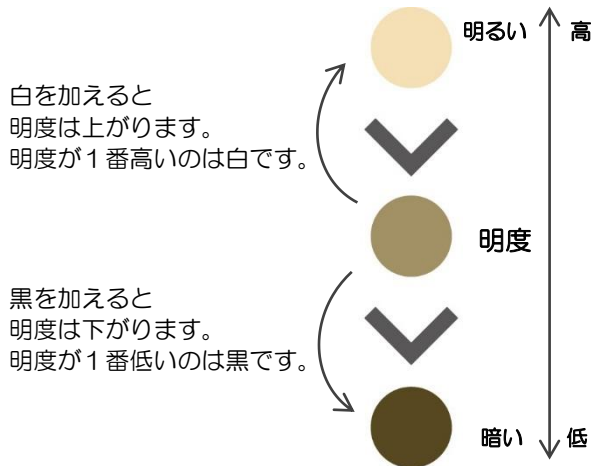 明るい
高
白を加えると
明度は上がります。
明度が１番高いのは白です。
明度
黒を加えると
明度は下がります。
明度が１番低いのは黒です。
暗い
低